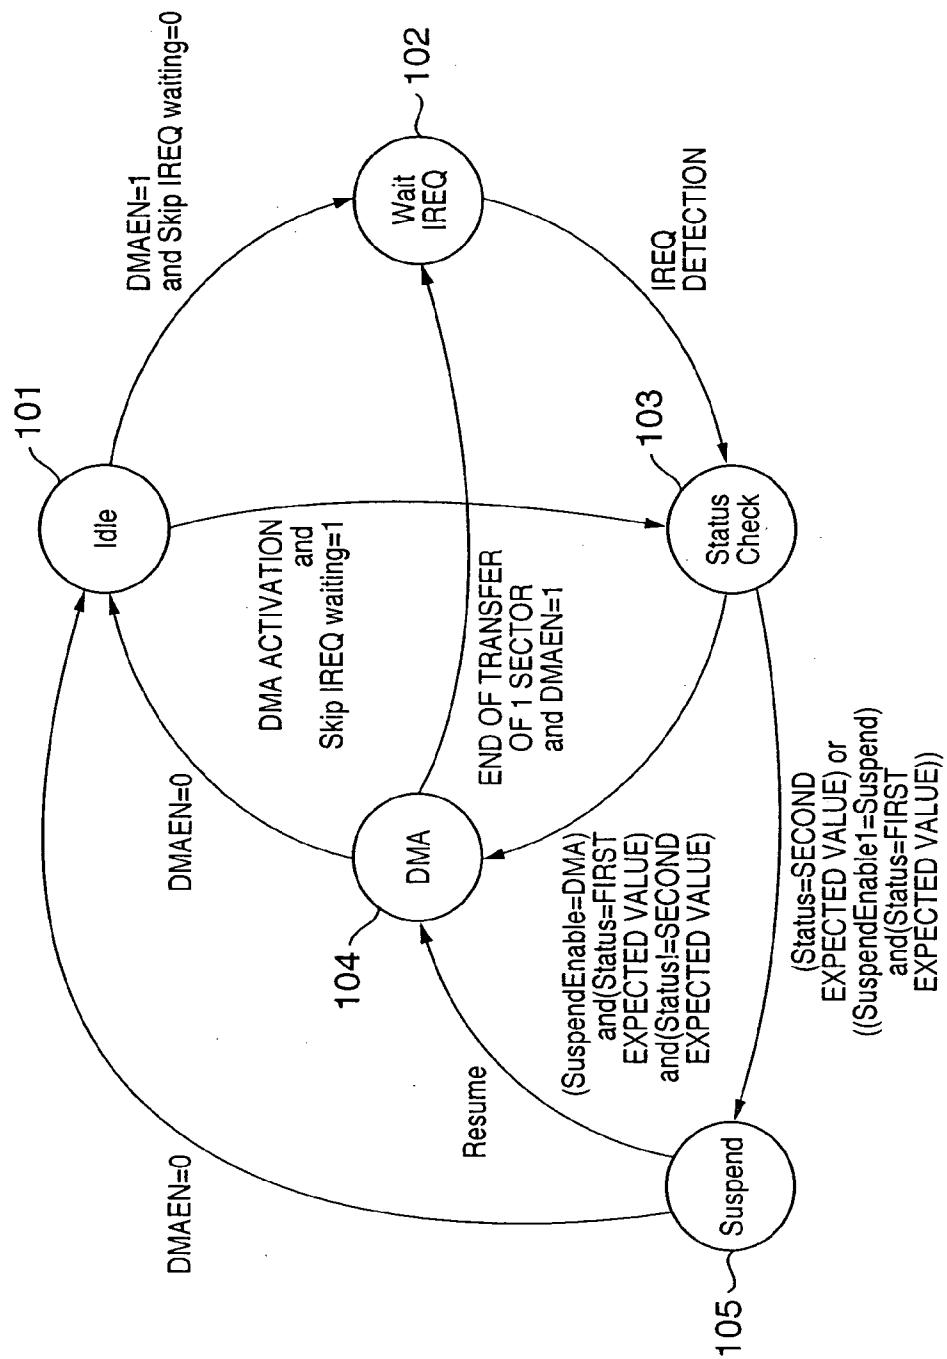 101
Idle
DMAEN=1
and Skip IREQ waiting=0
102
Wait
IREQ
IREQ
DETECTION
103
Status
Check
DMA ACTIVATION
and
Skip IREQ waiting=1
END OF TRANSFER
OF 1 SECTOR
and DMAEN=1
DMAEN=0
DMA
104
(SuspendEnable=DMA)
and(Status=FIRST
EXPECTED VALUE)
and(Status!=SECOND
EXPECTED VALUE)
(Status=SECOND
EXPECTED VALUE) or
((SuspendEnable1=Suspend)
and(Status=FIRST
EXPECTED VALUE))
Resume
DMAEN=0
Suspend
105